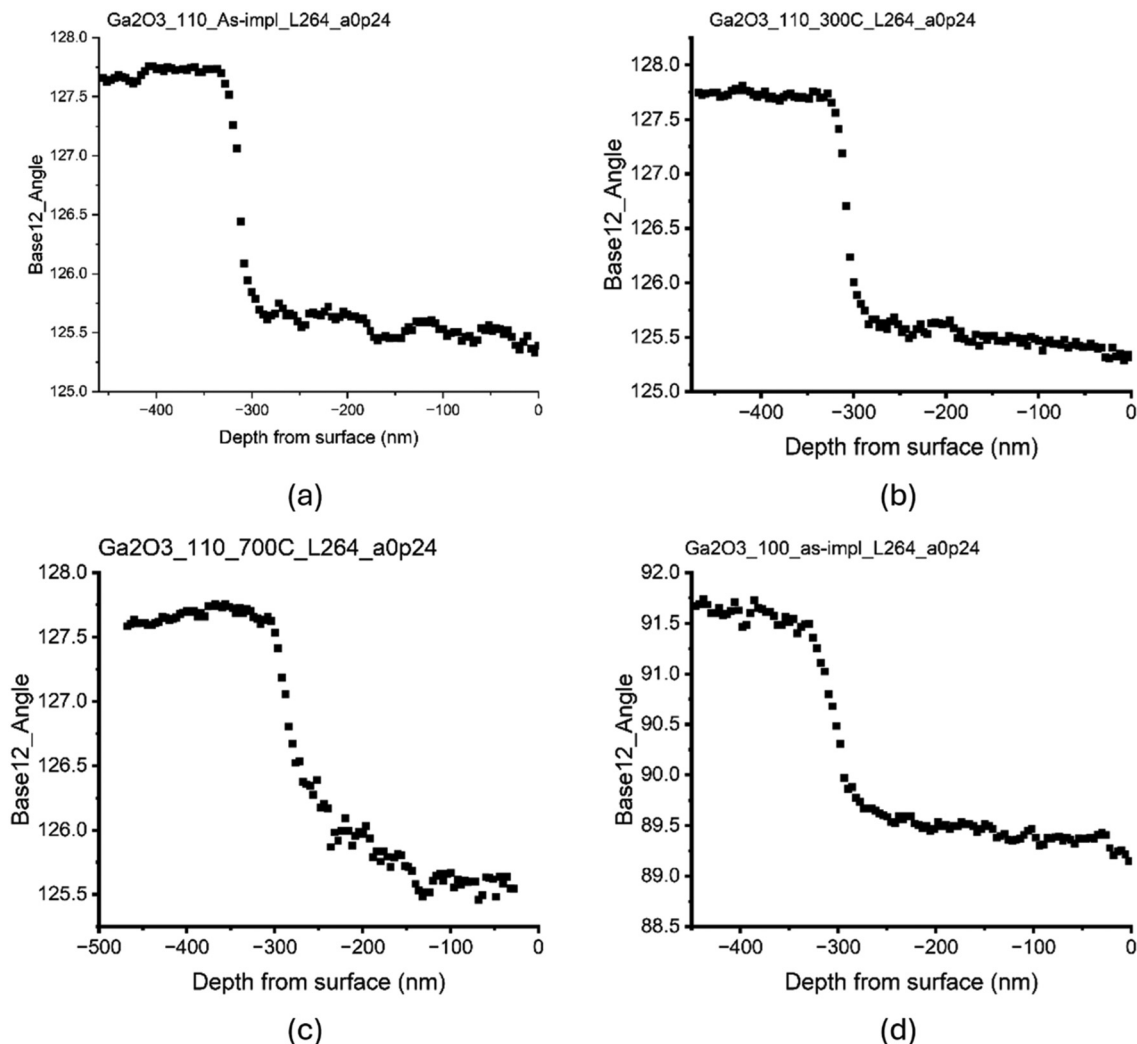 Ga2O3_110_As-impl_L264_a0p24
128.0
127.5
127.0
126.5
126.0
125.5
125.0
Base12_Angle
−400 −300 −200 −100 0
Depth from surface (nm)
(a)
Ga2O3_110_300C_L264_a0p24
128.0
127.5
127.0
126.5
126.0
125.5
125.0
Base12_Angle
−400 −300 −200 −100 0
Depth from surface (nm)
(b)
Ga2O3_110_700C_L264_a0p24
128.0
127.5
127.0
126.5
126.0
125.5
Base12_Angle
−500 −400 −300 −200 −100 0
Depth from surface (nm)
(c)
Ga2O3_100_as-impl_L264_a0p24
92.0
91.5
91.0
90.5
90.0
89.5
89.0
88.5
Base12_Angle
−400 −300 −200 −100 0
Depth from surface (nm)
(d)